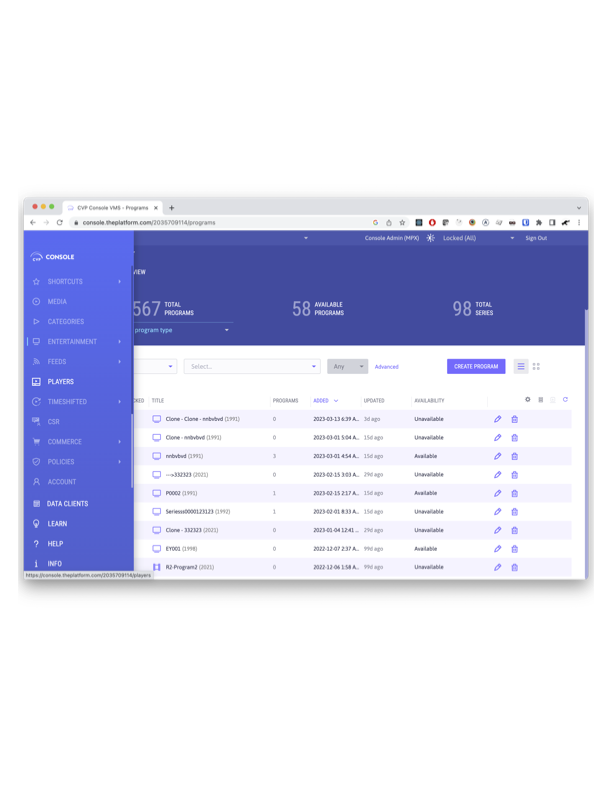 CVP Console VMS - Programs
console.theplatform.com/2035709114/programs
Console Admin (MPX) Locked (All) Sign Out
CVP CONSOLE
SHORTCUTS
MEDIA
CATEGORIES
ENTERTAINMENT
FEEDS
PLAYERS
TIMESHIFTED
CSR
COMMERCE
POLICIES
ACCOUNT
DATA CLIENTS
LEARN
HELP
INFO
https://console.theplatform.com/2035709114/players
VIEW
567 TOTAL PROGRAMS
58 AVAILABLE PROGRAMS
98 TOTAL SERIES
program type
Select... Any Advanced CREATE PROGRAM
KED TITLE PROGRAMS ADDED UPDATED AVAILABILITY
Clone - Clone - nnbvbvd (1991) 0 2023-03-13 6:39 A... 3d ago Unavailable
Clone - nnbvbvd (1991) 0 2023-03-01 5:04 A... 15d ago Unavailable
nnbvbvd (1991) 3 2023-03-01 4:54 A... 15d ago Available
--->332323 (2021) 0 2023-02-15 3:03 A... 29d ago Unavailable
P0002 (1991) 1 2023-02-15 2:17 A... 15d ago Available
Seriesss0000123123 (1992) 1 2023-02-01 8:33 A... 15d ago Unavailable
Clone - 332323 (2021) 0 2023-01-04 12:41 ... 29d ago Unavailable
EY001 (1998) 0 2022-12-07 2:37 A... 99d ago Available
R2-Program2 (2021) 0 2022-12-06 1:58 A... 99d ago Unavailable